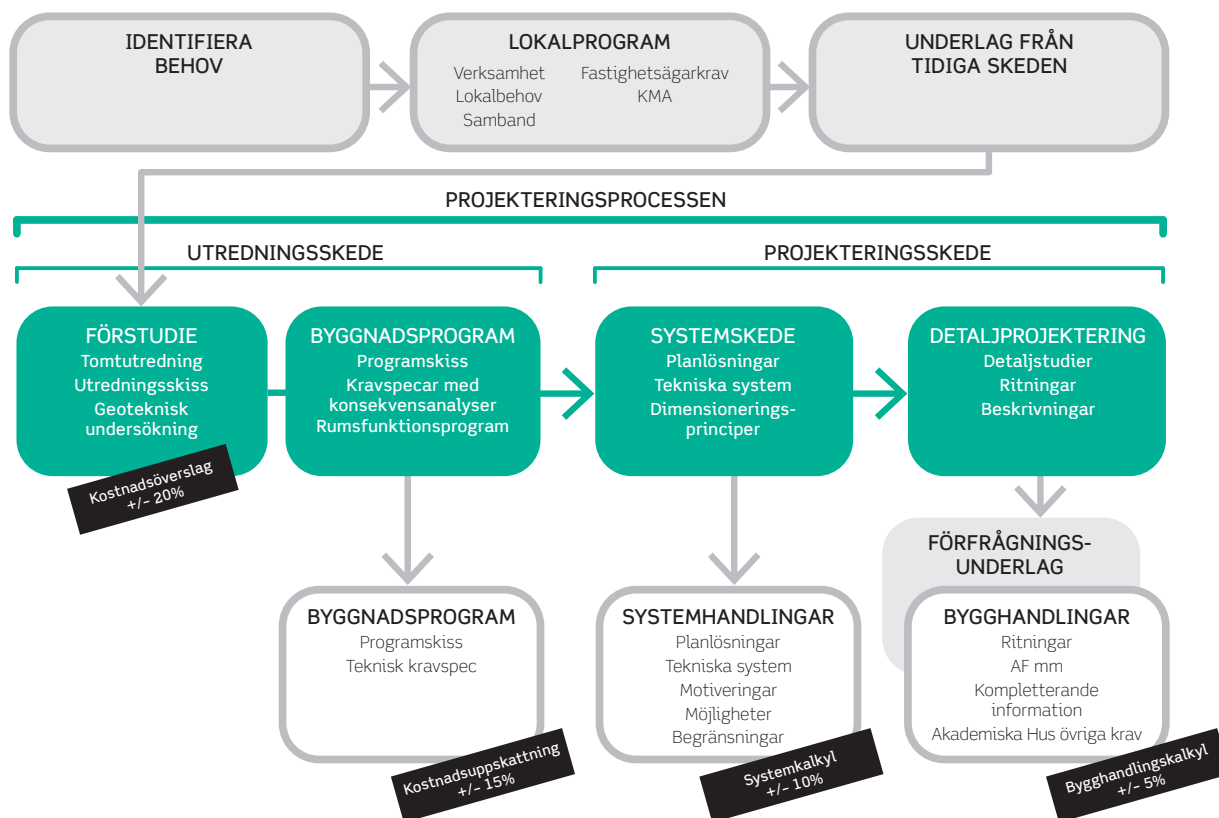 IDENTIFIERA
BEHOV
LOKALPROGRAM
Verksamhet
Lokalbehov
Samband
Fastighetsägarkrav
KMA
UNDERLAG FRÅN
TIDIGA SKEDEN
PROJEKTERINGSPROCESSEN
UTREDNINGSSKEDE
PROJEKTERINGSSKEDE
FÖRSTUDIE
Tomtutredning
Utredningsskiss
Geoteknisk
undersökning
Kostnadsöverslag
+/- 20%
BYGGNADSPROGRAM
Programskiss
Kravspecar med
konsekvensanalyser
Rumsfunktionsprogram
SYSTEMSKEDE
Planlösningar
Tekniska system
Dimensionerings-
principer
DETALJPROJEKTERING
Detaljstudier
Ritningar
Beskrivningar
BYGGNADSPROGRAM
Programskiss
Teknisk kravspec
Kostnadsuppskattning
+/- 15%
SYSTEMHANDLINGAR
Planlösningar
Tekniska system
Motiveringar
Möjligheter
Begränsningar
Systemkalkyl
+/- 10%
FÖRFRÅGNINGS-
UNDERLAG
BYGGHANDLINGAR
Ritningar
AF mm
Kompletterande
information
Akademiska Hus övriga krav
Bygghandlingskalkyl
+/- 5%